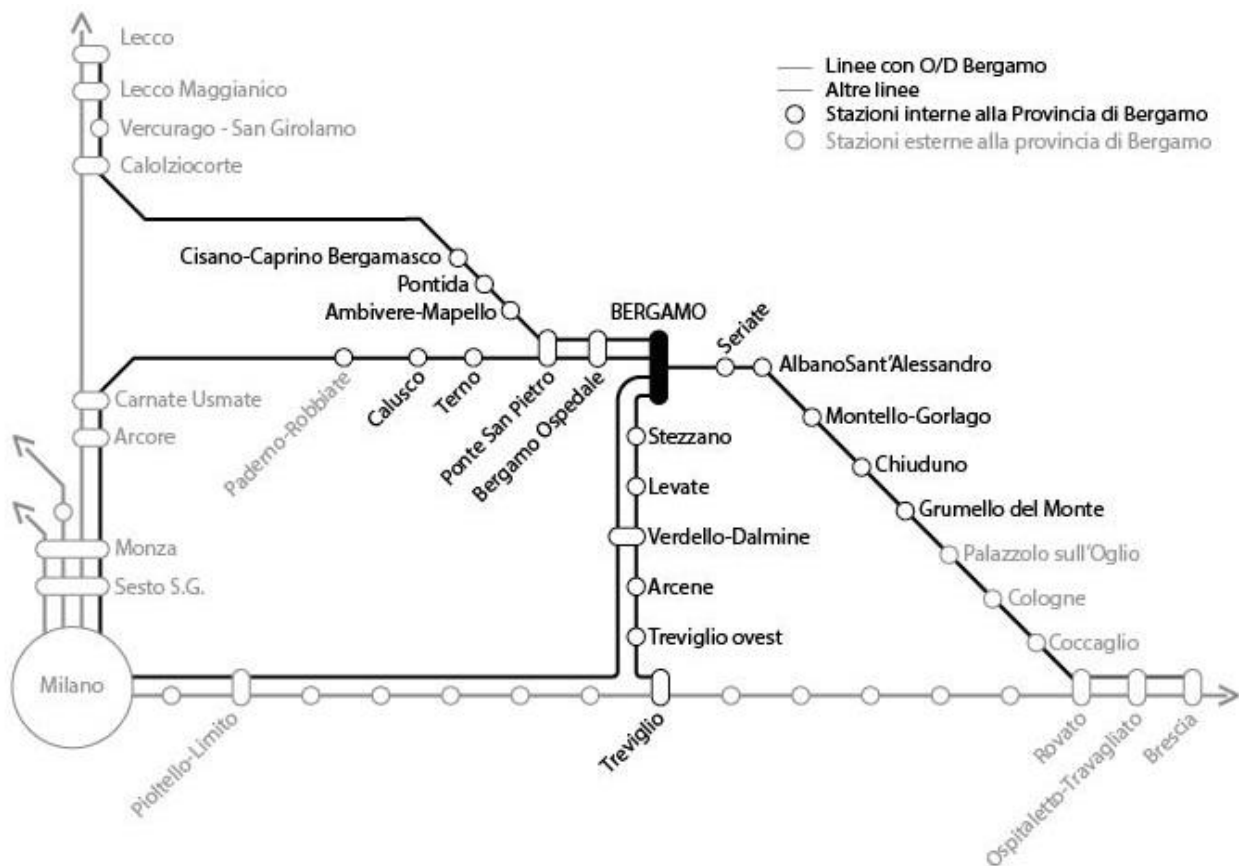 Lecco
Lecco Maggianico
Vercurago - San Girolamo
Calolziocorte
Linee con O/D Bergamo
Altre linee
Stazioni interne alla Provincia di Bergamo
Stazioni esterne alla provincia di Bergamo
Cisano-Caprino Bergamasco
Pontida
Ambivere-Mapello
BERGAMO
Seriate
AlbanoSant'Alessandro
Carnate Usmate
Arcore
Paderno-Robbiate
Calusco
Terno
Ponte San Pietro
Bergamo Ospedale
Montello-Gorlago
Stezzano
Chiuduno
Levate
Grumello del Monte
Monza
Verdello-Dalmine
Palazzolo sull'Oglio
Sesto S.G.
Arcene
Cologne
Treviglio ovest
Coccaglio
Milano
Pioltello-Limito
Treviglio
Rovato
Ospitaletto-Travagliato
Brescia